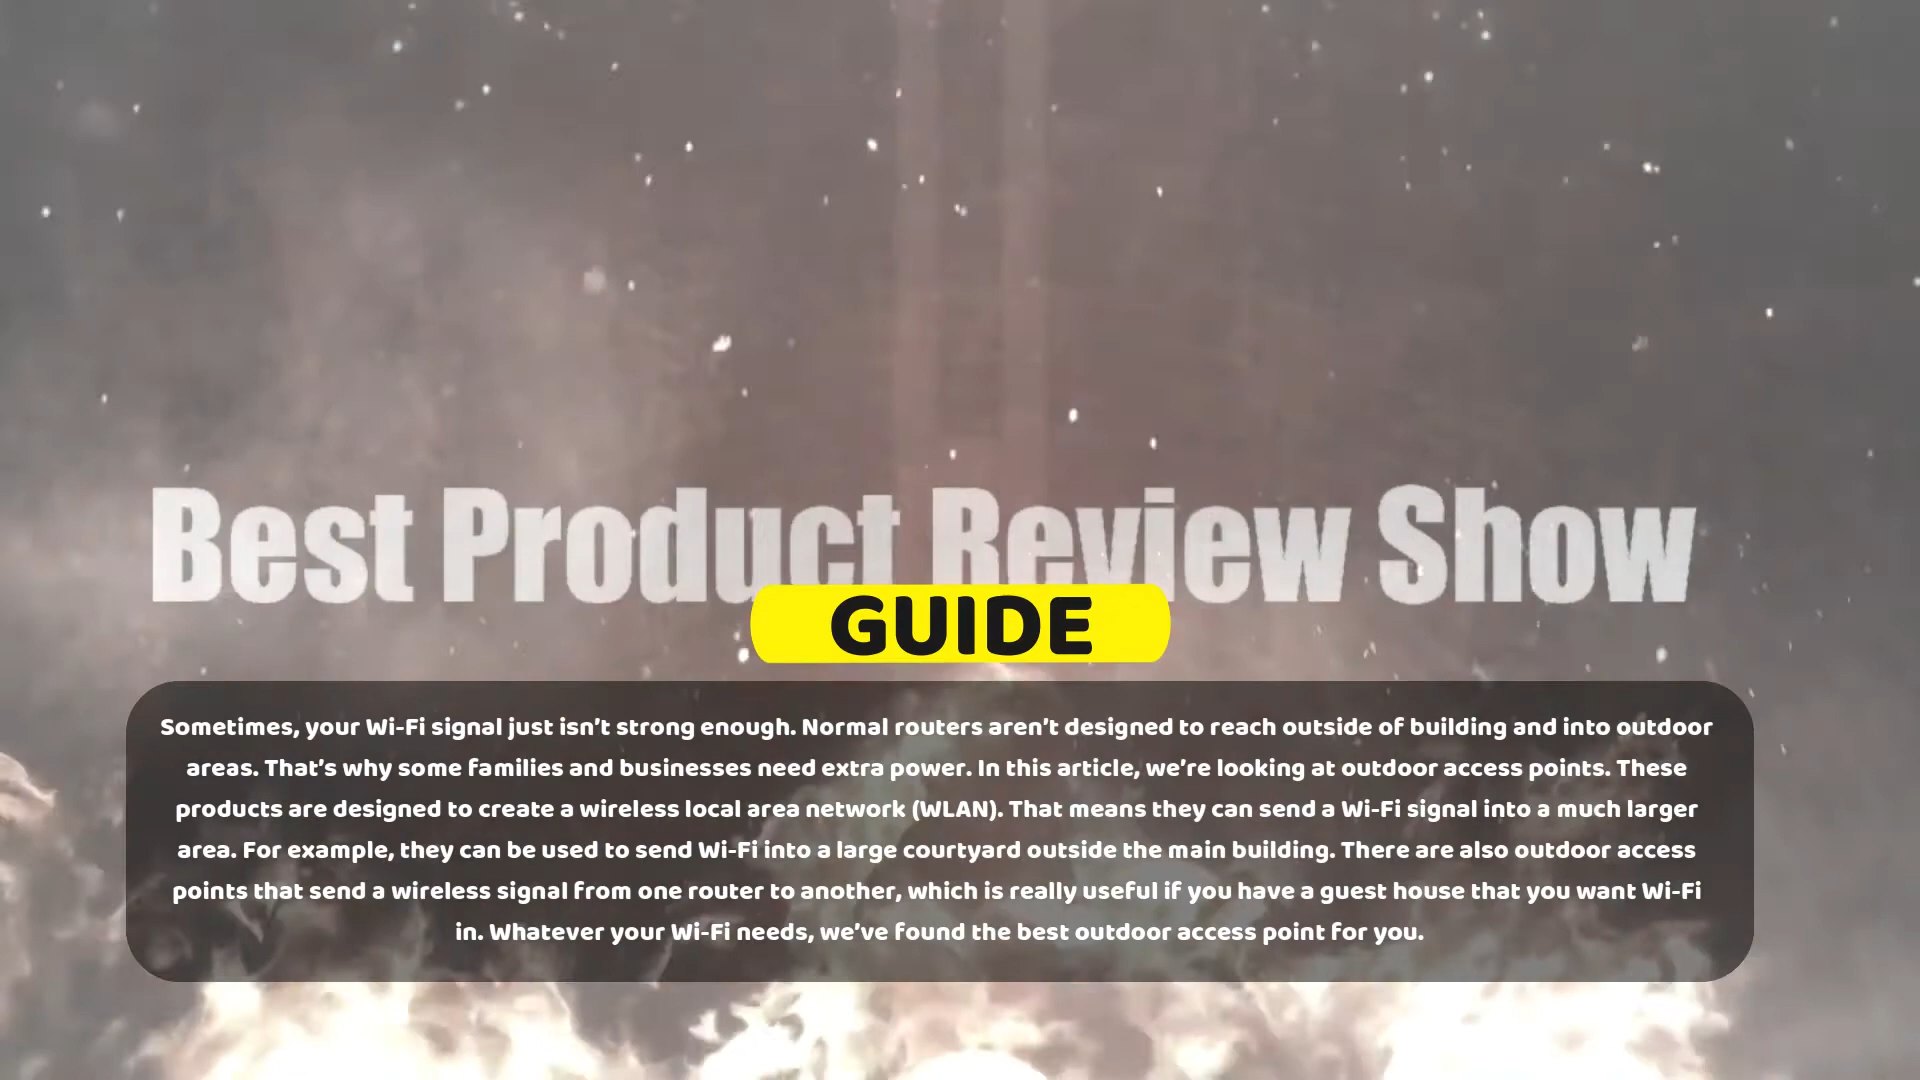 Best Product Review Show
GUIDE
Sometimes, your Wi-Fi signal just isn't strong enough. Normal routers aren't designed to reach outside of building and into outdoor
areas. That's why some families and businesses need extra power. In this article, we're looking at outdoor access points. These
products are designed to create a wireless local area network (WLAN). That means they can send a Wi-Fi signal into a much larger
area. For example, they can be used to send Wi-Fi into a large courtyard outside the main building. There are also outdoor access
points that send a wireless signal from one router to another, which is really useful if you have a guest house that you want Wi-Fi
in. Whatever your Wi-Fi needs, we've found the best outdoor access point for you.